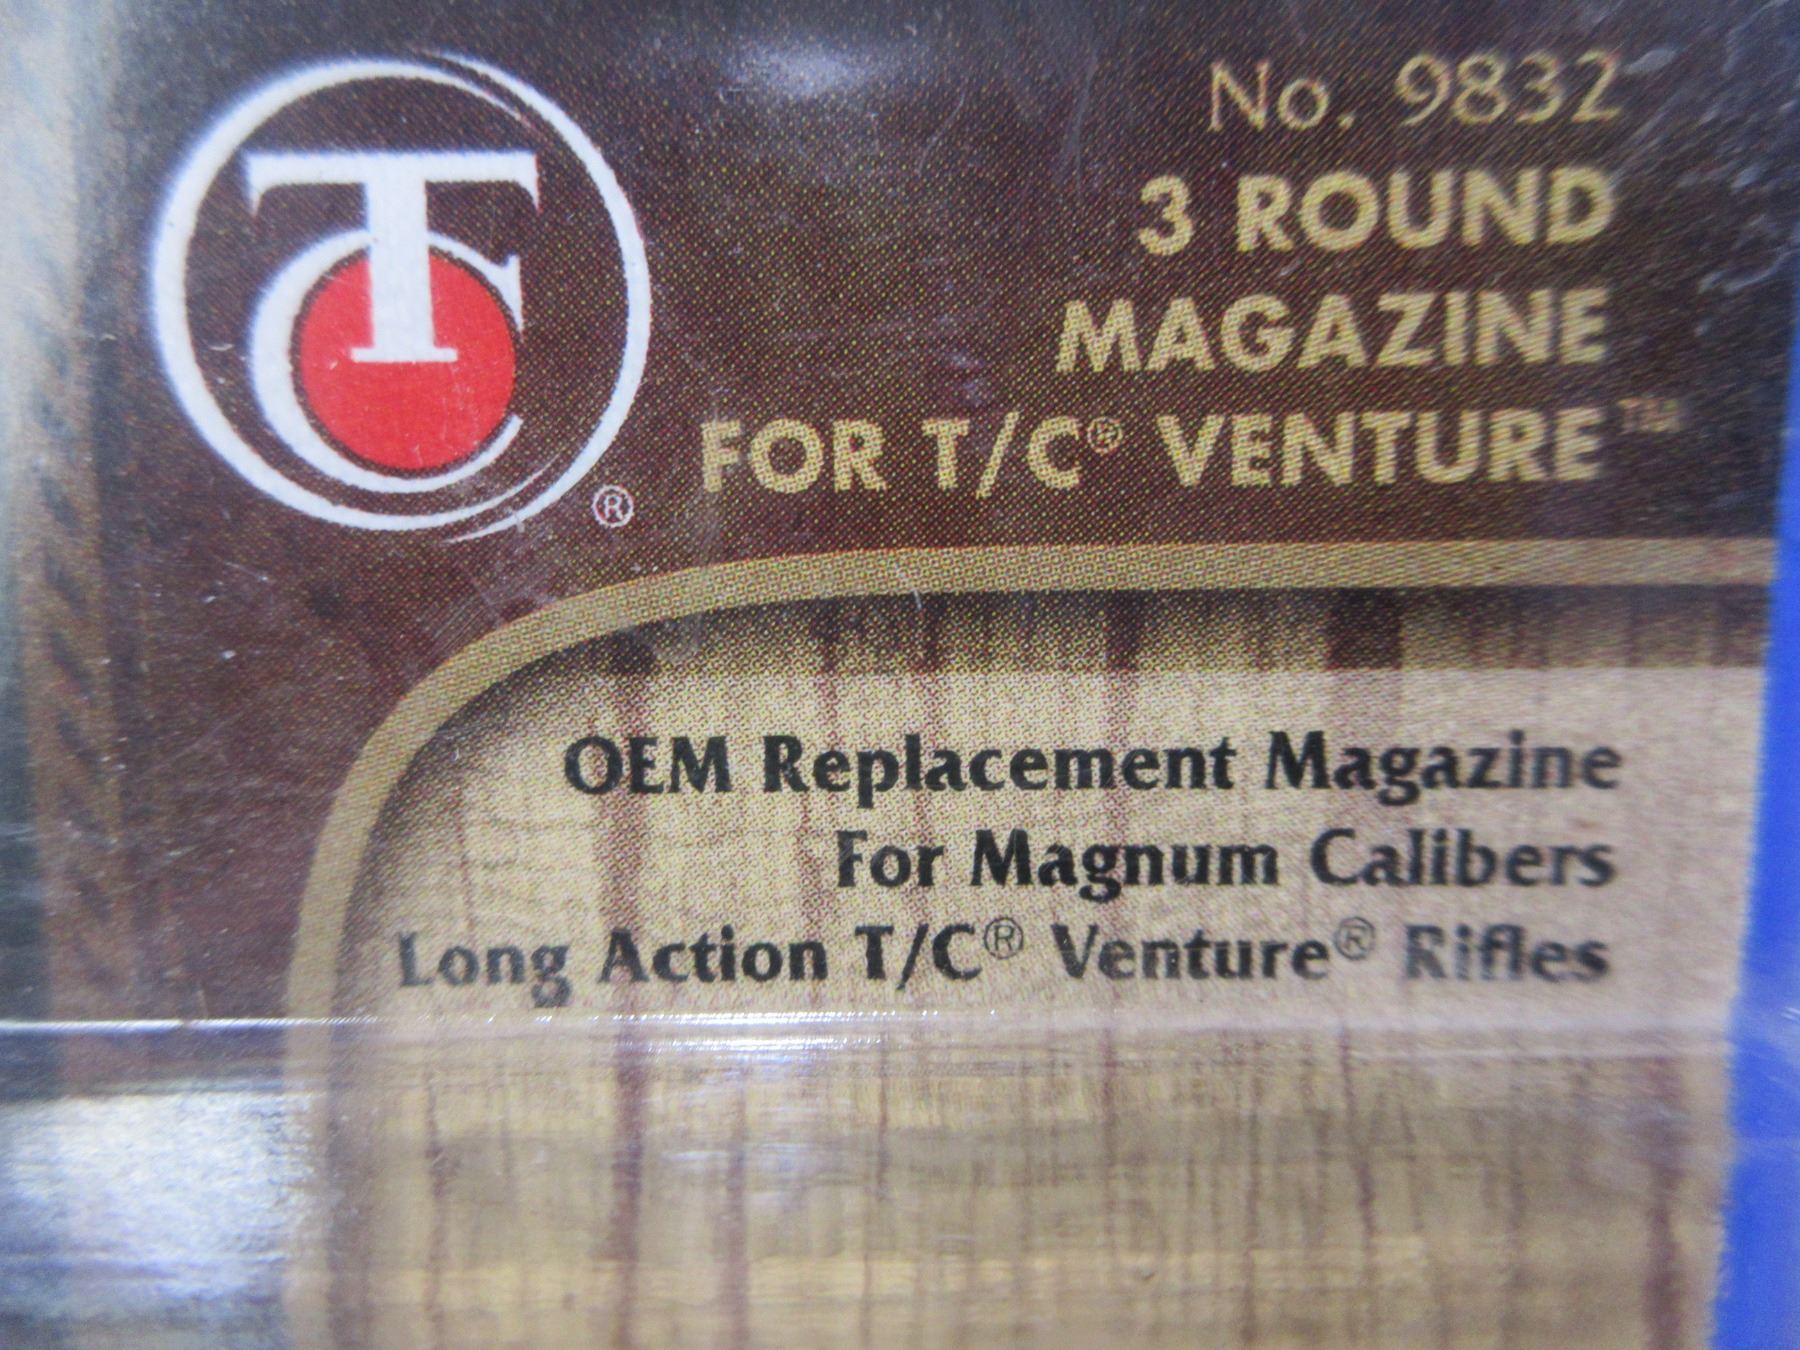 TC
®
No. 9832
3 ROUND
MAGAZINE
FOR T/C® VENTURE™
OEM Replacement Magazine
For Magnum Calibers
Long Action T/C® Venture® Rifles